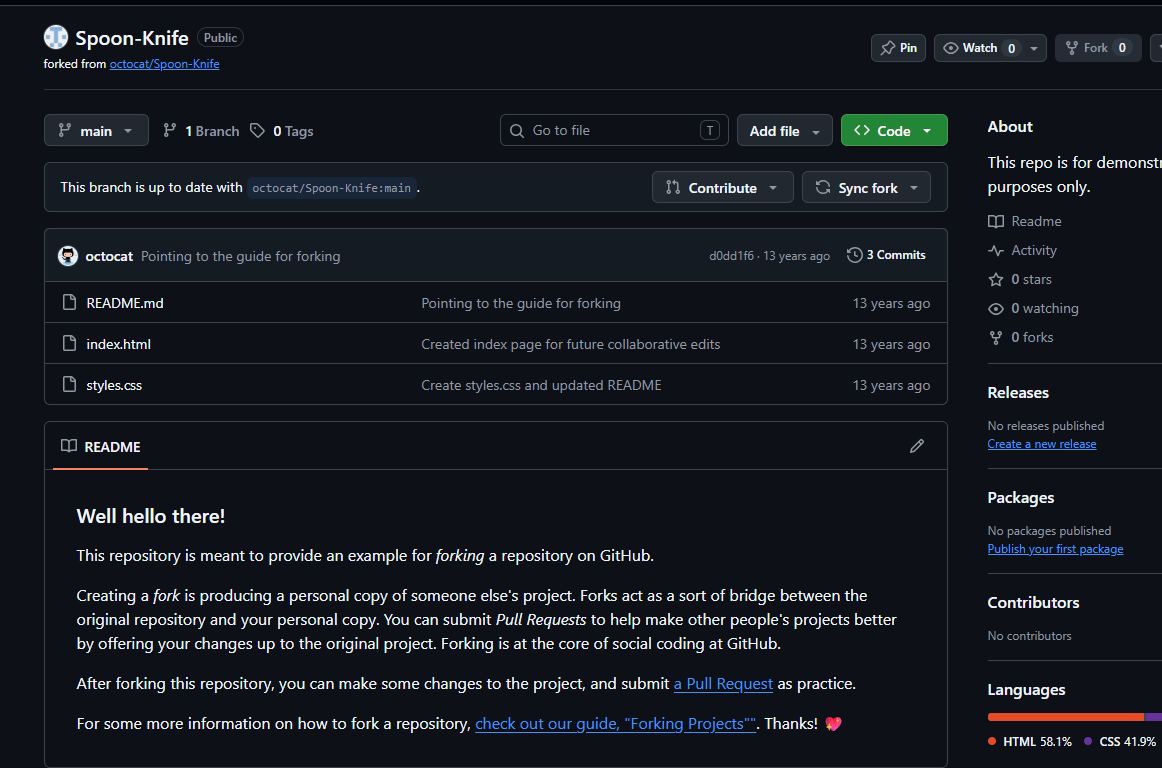 Spoon-Knife Public
forked from octocat/Spoon-Knife
Pin Watch 0 Fork 0
main 1 Branch 0 Tags Go to file T Add file Code
This branch is up to date with octocat/Spoon-Knife:main . Contribute Sync fork
octocat Pointing to the guide for forking d0dd1f6 · 13 years ago 3 Commits
README.md Pointing to the guide for forking 13 years ago
index.html Created index page for future collaborative edits 13 years ago
styles.css Create styles.css and updated README 13 years ago
README
Well hello there!
This repository is meant to provide an example for forking a repository on GitHub.
Creating a fork is producing a personal copy of someone else's project. Forks act as a sort of bridge between the
original repository and your personal copy. You can submit Pull Requests to help make other people's projects better
by offering your changes up to the original project. Forking is at the core of social coding at GitHub.
After forking this repository, you can make some changes to the project, and submit a Pull Request as practice.
For some more information on how to fork a repository, check out our guide, "Forking Projects"". Thanks! 💖
About
This repo is for demonstr
purposes only.
Readme
Activity
0 stars
0 watching
0 forks
Releases
No releases published
Create a new release
Packages
No packages published
Publish your first package
Contributors
No contributors
Languages
HTML 58.1% CSS 41.9%